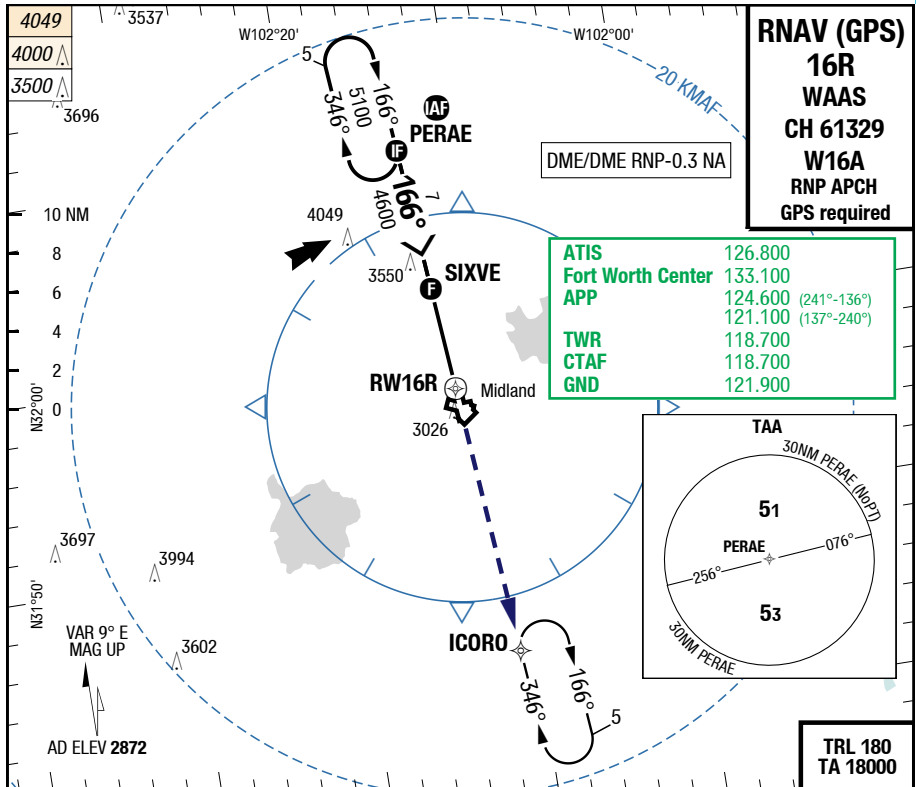 4049
4000
3500
3537
3696
W102°20'
W102°00'
20 KMAF
RNAV (GPS)
16R
WAAS
CH 61329
W16A
RNP APCH
GPS required
5
166°
5100
346°
IAF
PERAE
IF
DME/DME RNP-0.3 NA
166°
7
4600
10 NM
8
6
4
2
0
N32°00'
4049
3550
SIXVE
F
ATIS 126.800
Fort Worth Center 133.100
APP 124.600 (241°-136°)
121.100 (137°-240°)
TWR 118.700
CTAF 118.700
GND 121.900
RW16R
Midland
3026
TAA
30NM PERAE (NoPT)
51
PERAE
076°
256°
53
30NM PERAE
3697
3994
N31°50'
3602
VAR 9° E
MAG UP
AD ELEV 2872
ICORO
346°
166°
5
TRL 180
TA 18000